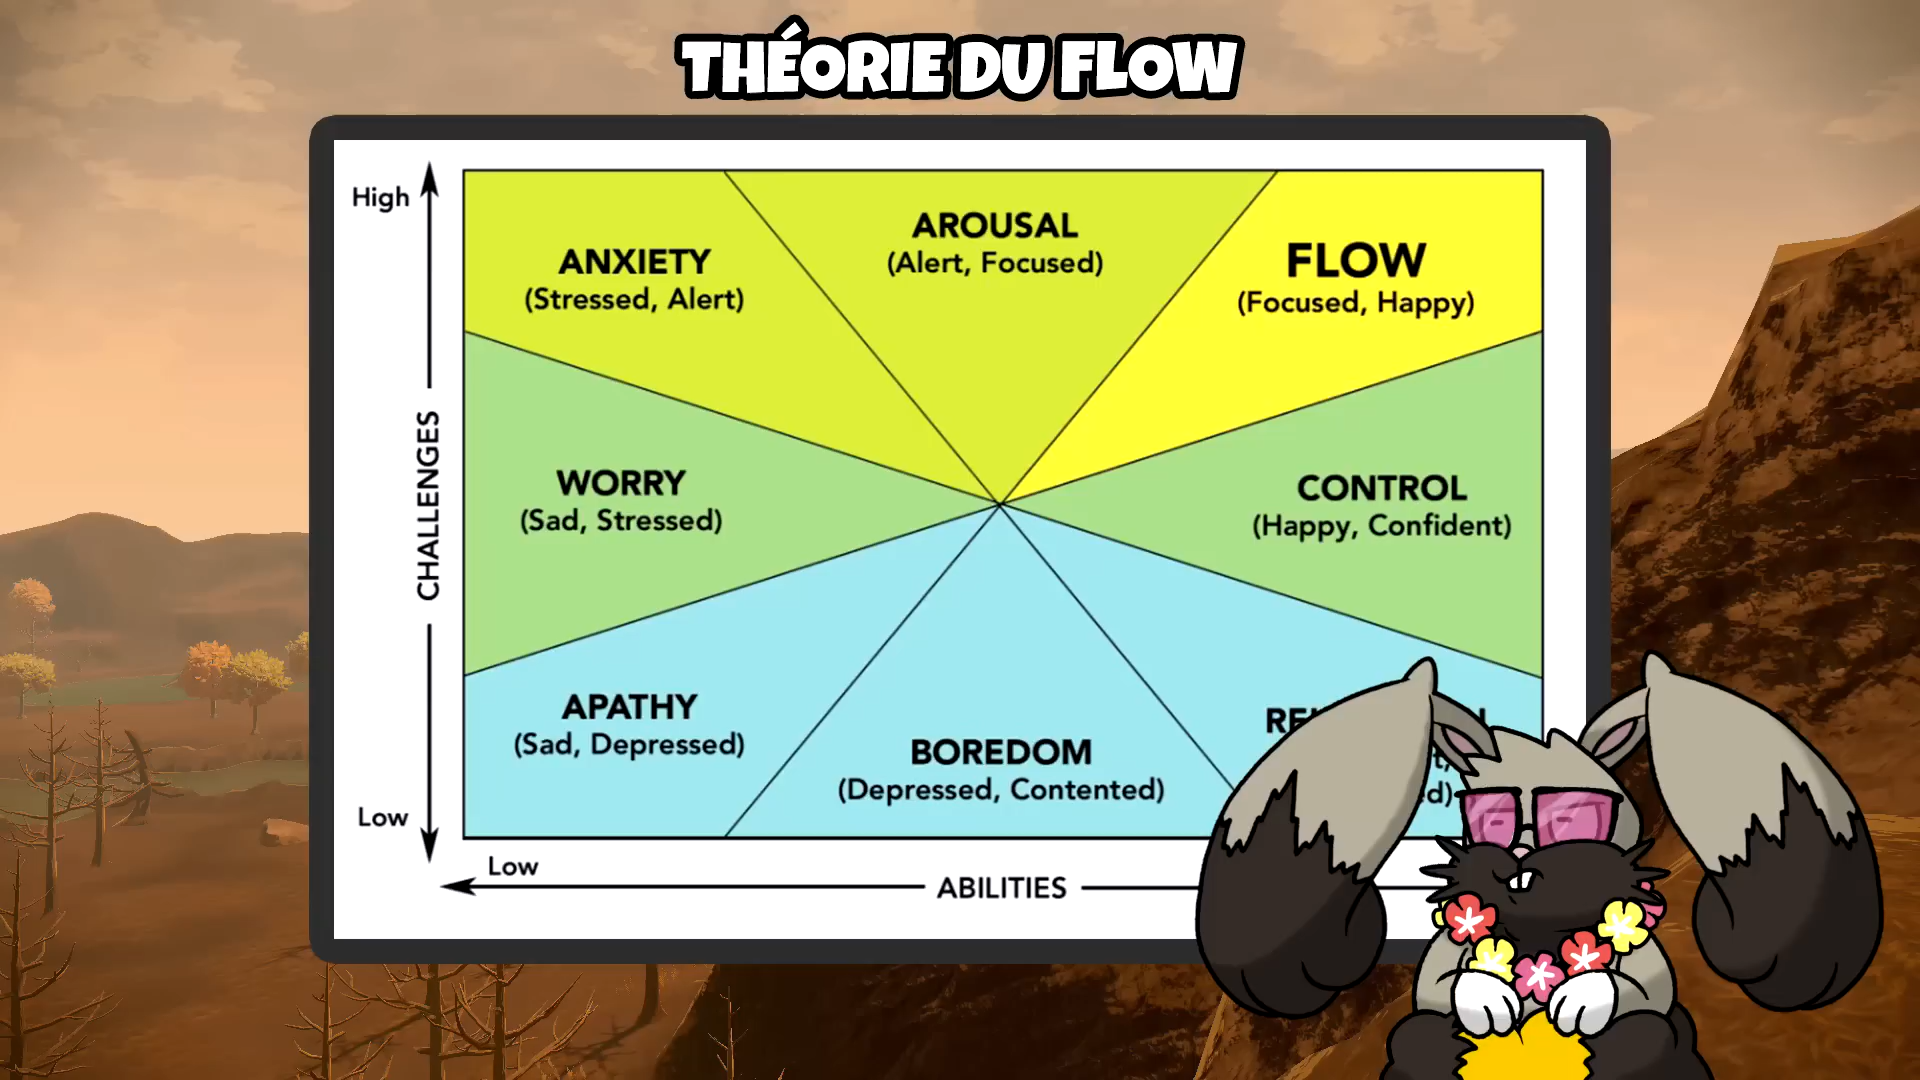 THÉORIE DU FLOW
High
ANXIETY
(Stressed, Alert)
AROUSAL
(Alert, Focused)
FLOW
(Focused, Happy)
CHALLENGES
WORRY
(Sad, Stressed)
CONTROL
(Happy, Confident)
APATHY
(Sad, Depressed)
BOREDOM
(Depressed, Contented)
Low
Low
ABILITIES